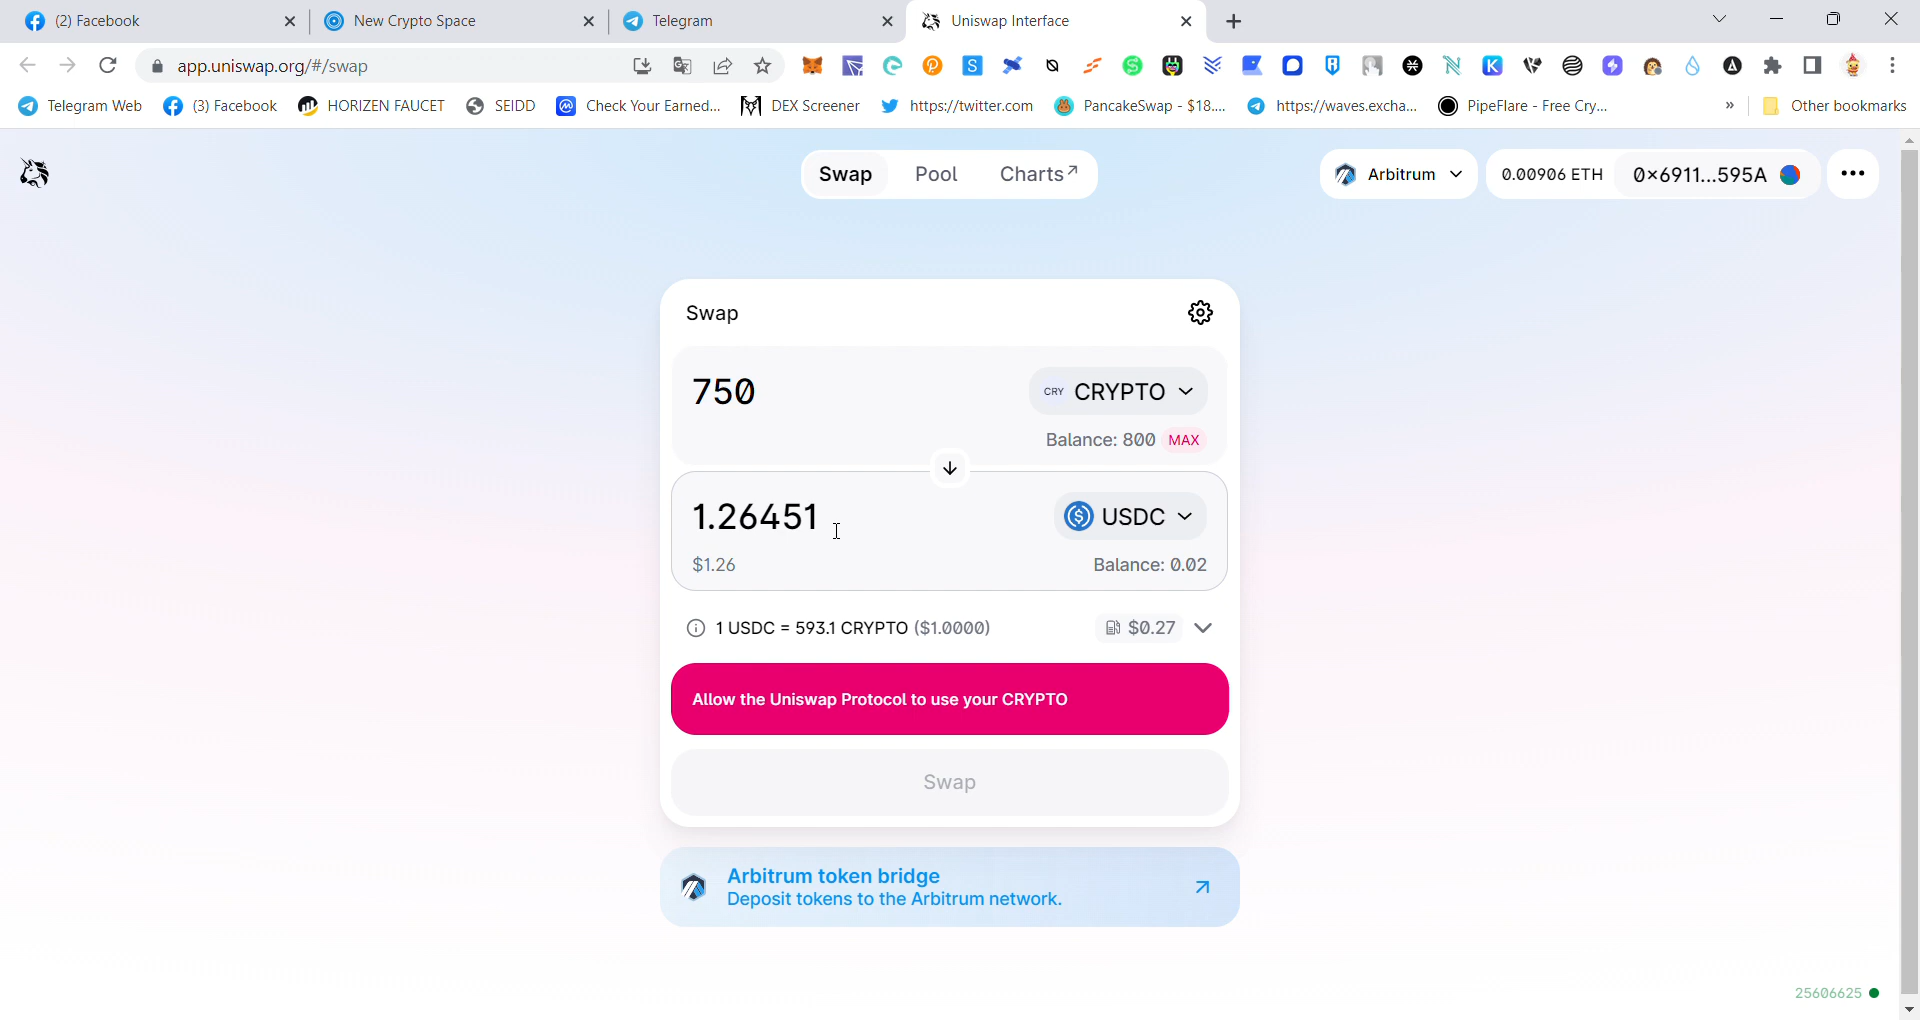 (2) Facebook
New Crypto Space
Telegram
Uniswap Interface
app.uniswap.org/#/swap
Telegram Web
(3) Facebook
HORIZEN FAUCET
SEIDD
Check Your Earned...
DEX Screener
https://twitter.com
PancakeSwap - $18....
https://waves.excha...
PipeFlare - Free Cry...
»
Other bookmarks
Swap
Pool
Charts↗
Arbitrum
0.00906 ETH
0×6911...595A
Swap
750
CRY
CRYPTO
Balance: 800 MAX
1.26451
USDC
$1.26
Balance: 0.02
1 USDC = 593.1 CRYPTO ($1.0000)
$0.27
Allow the Uniswap Protocol to use your CRYPTO
Swap
Arbitrum token bridge
Deposit tokens to the Arbitrum network.
25606625